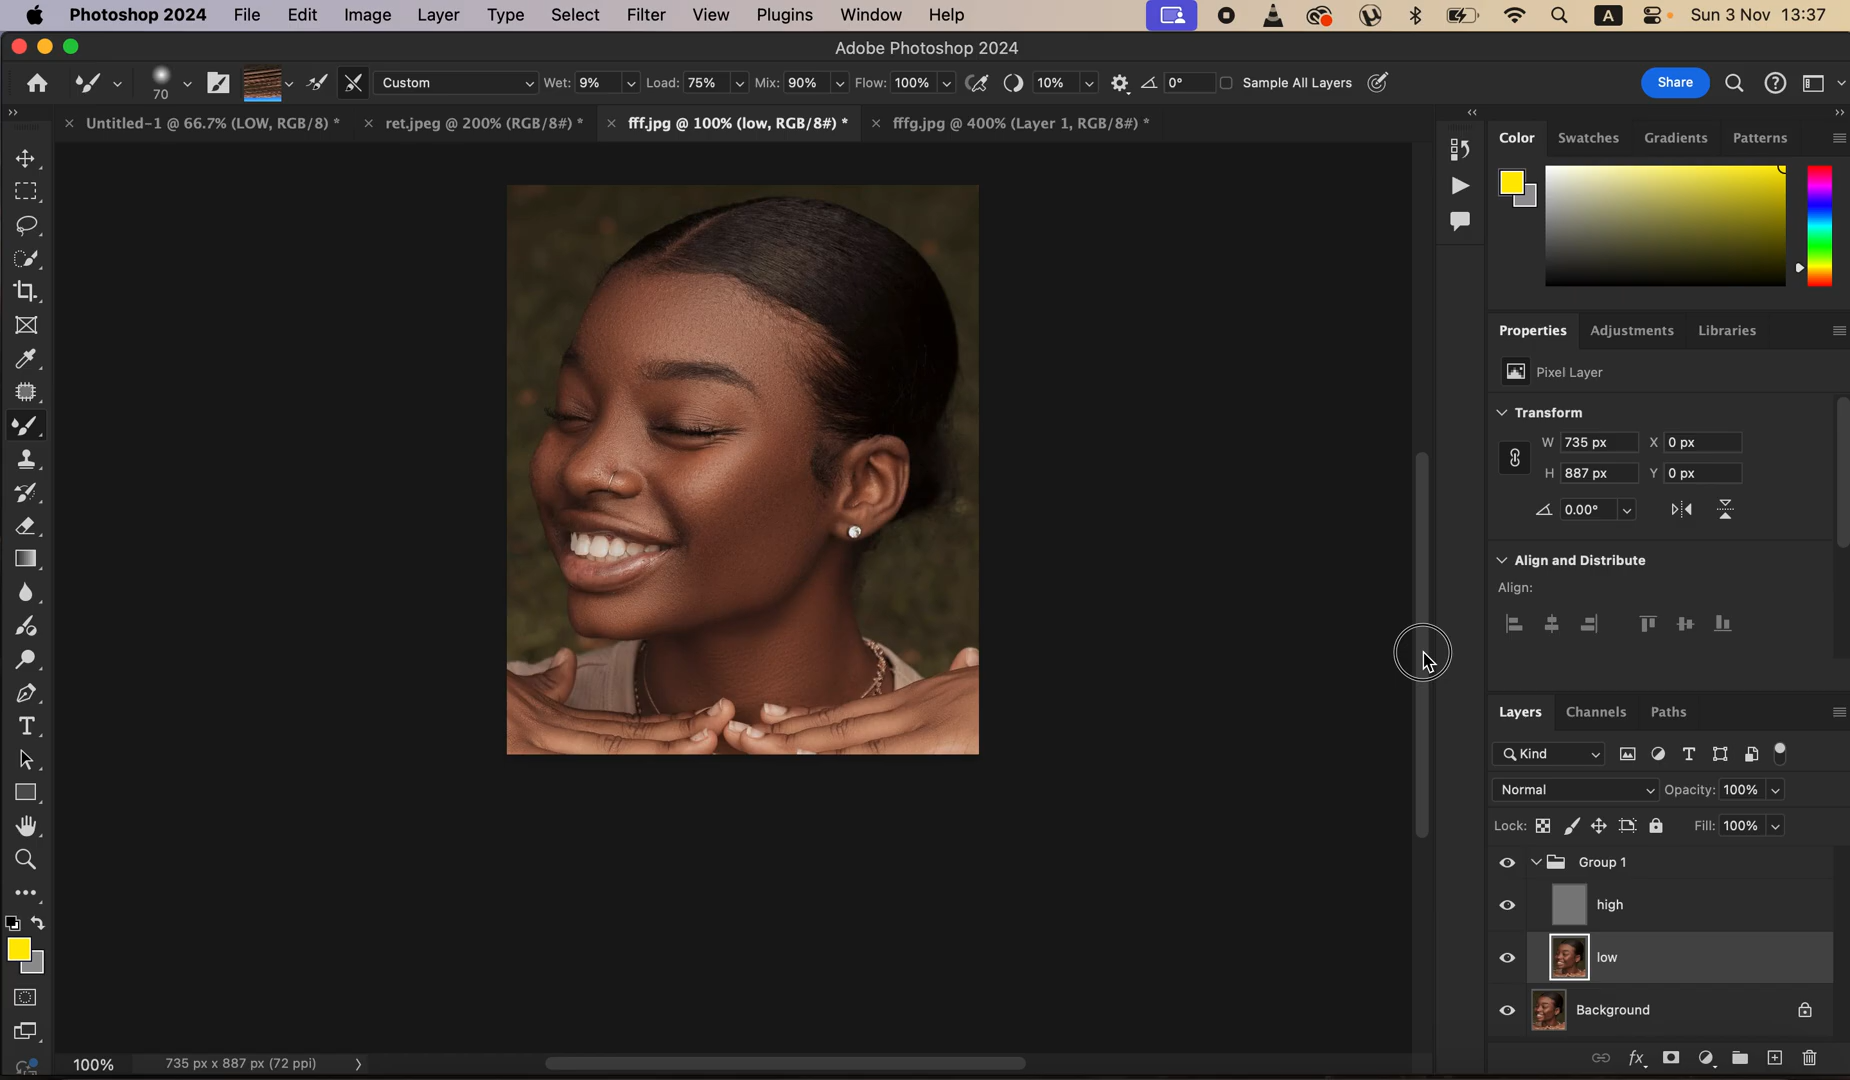 Photoshop 2024 File Edit Image Layer Type Select Filter View Plugins Window Help A Sun 3 Nov 13:37
Adobe Photoshop 2024
70 Custom Wet: 9% Load: 75% Mix: 90% Flow: 100% 10% 0° Sample All Layers Share
Untitled-1 @ 66.7% (LOW, RGB/8) * ret.jpeg @ 200% (RGB/8#) * fff.jpg @ 100% (low, RGB/8#) * fffg.jpg @ 400% (Layer 1, RGB/8#) *
Color Swatches Gradients Patterns
Properties Adjustments Libraries
Pixel Layer
Transform
W 735 px X 0 px
H 887 px Y 0 px
0.00°
Align and Distribute
Align:
Layers Channels Paths
Kind
Normal Opacity: 100%
Lock: Fill: 100%
Group 1
high
low
Background
100% 735 px x 887 px (72 ppi)